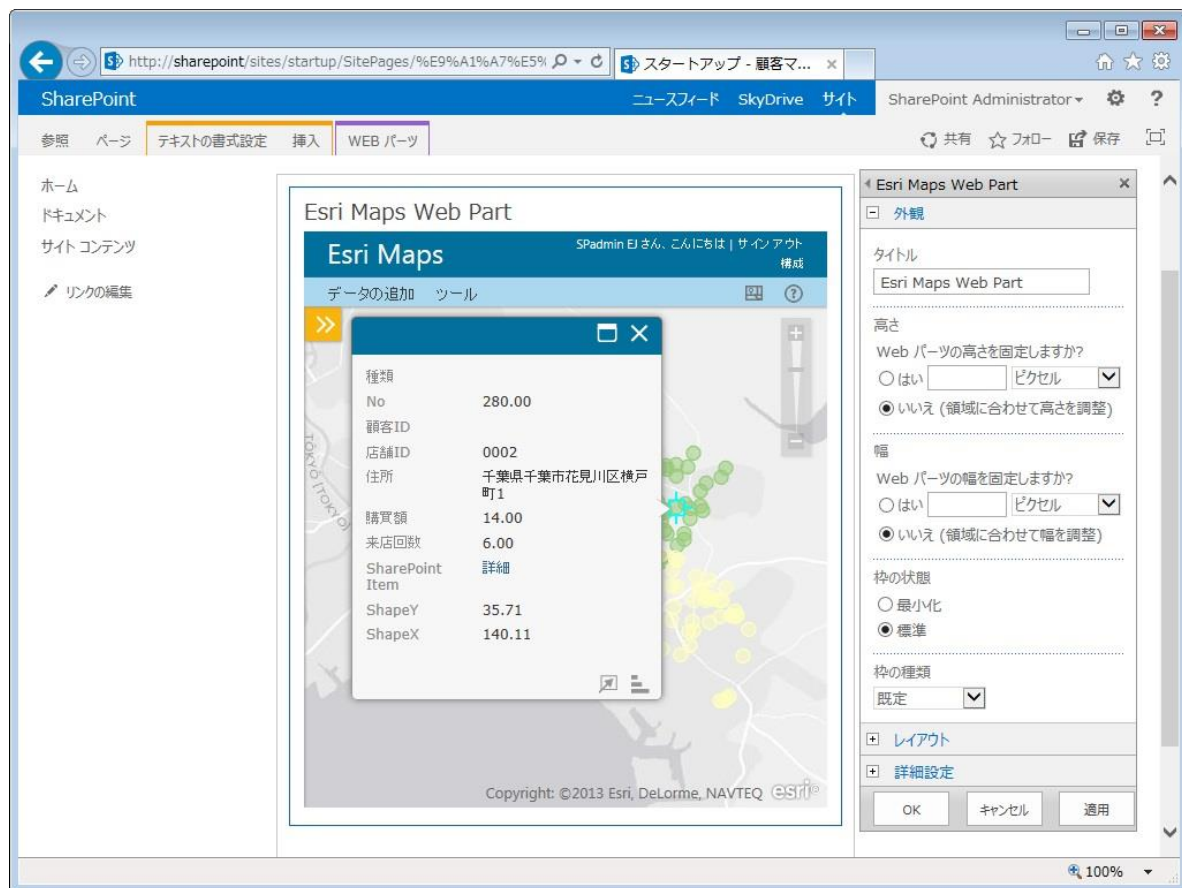 http://sharepoint/sites/startup/SitePages/%E9%A1%A7%E5%
スタートアップ - 顧客マ...
SharePoint
ニュースフィード SkyDrive サイト SharePoint Administrator ?
参照 ページ テキストの書式設定 挿入 WEB パーツ
共有 フォロー 保存
ホーム
ドキュメント
サイト コンテンツ
リンクの編集
Esri Maps Web Part
Esri Maps
SPadmin EJ さん、こんにちは | サインアウト
構成
データの追加 ツール
種類
No 280.00
顧客ID
店舗ID 0002
住所 千葉県千葉市花見川区横戸
町1
購買額 14.00
来店回数 6.00
SharePoint 詳細
Item
ShapeY 35.71
ShapeX 140.11
TŌKYŌ (TOKYO)
Copyright: ©2013 Esri, DeLorme, NAVTEQ esri
Esri Maps Web Part
外観
タイトル
Esri Maps Web Part
高さ
Web パーツの高さを固定しますか?
はい ピクセル
いいえ (領域に合わせて高さを調整)
幅
Web パーツの幅を固定しますか?
はい ピクセル
いいえ (領域に合わせて幅を調整)
枠の状態
最小化
標準
枠の種類
既定
レイアウト
詳細設定
OK キャンセル 適用
100%